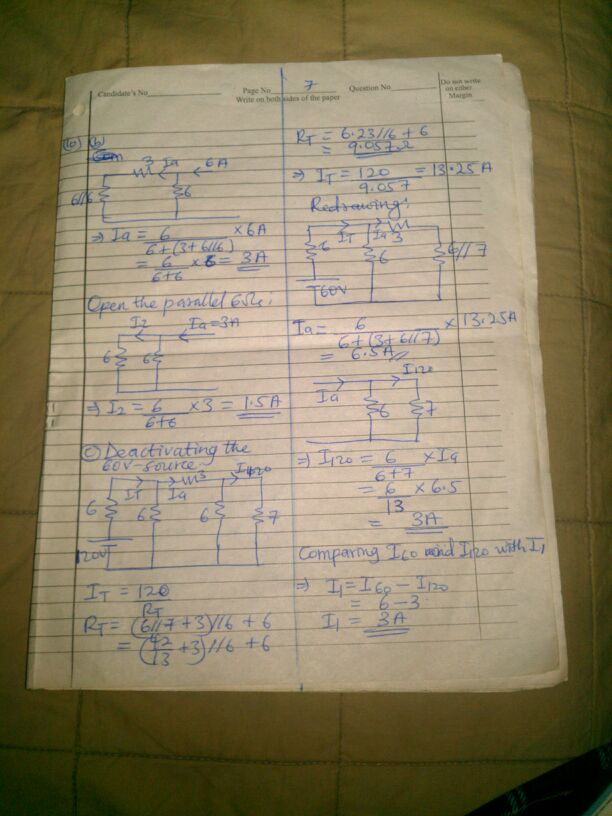 Candidate's No
Page No 7
Question No
Do not write
on either
Margin
Write on both sides of the paper
(10) (b)
3 Ia 6A
6//6 6
⇒ Ia = 6 / 6+(3+6//6) × 6A
= 6 / 6+6 × 6 = 3A
Open the parallel 6Ω:
I2 Ia=3A
6 6
⇒ I2 = 6 / 6+6 × 3 = 1.5A
(c) Deactivating the
60V-source
IT Ia 3 I120
6 6 6 7
120V
IT = 120 / RT
RT = (6//7 + 3)//6 + 6
= (42/13 + 3)//6 + 6
RT = 6.23//6 + 6
= 9.057Ω
⇒ IT = 120 / 9.057 = 13.25A
Redrawing:
IT Ia 3
6 6 6//7
60V
Ia = 6 / 6+(3+6//7) × 13.25A
= 6.5A
Ia I120
6 7
⇒ I120 = 6 / 6+7 × Ia
= 6 / 13 × 6.5
= 3A
Comparing I60 and I120 with I1
⇒ I1 = I60 - I120
= 6-3
I1 = 3A